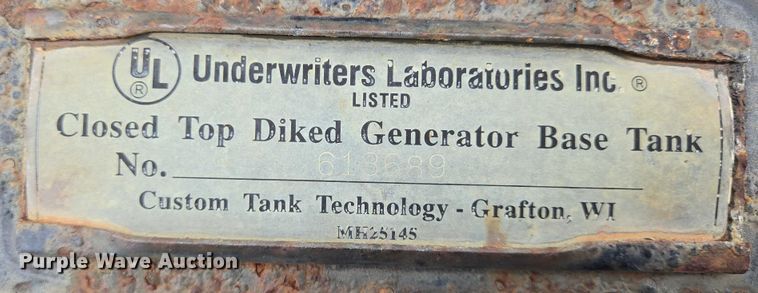 UL ® Underwriters Laboratories Inc. ®
LISTED
Closed Top Diked Generator Base Tank
No. 613689
Custom Tank Technology - Grafton, WI
MH25145
Purple Wave Auction